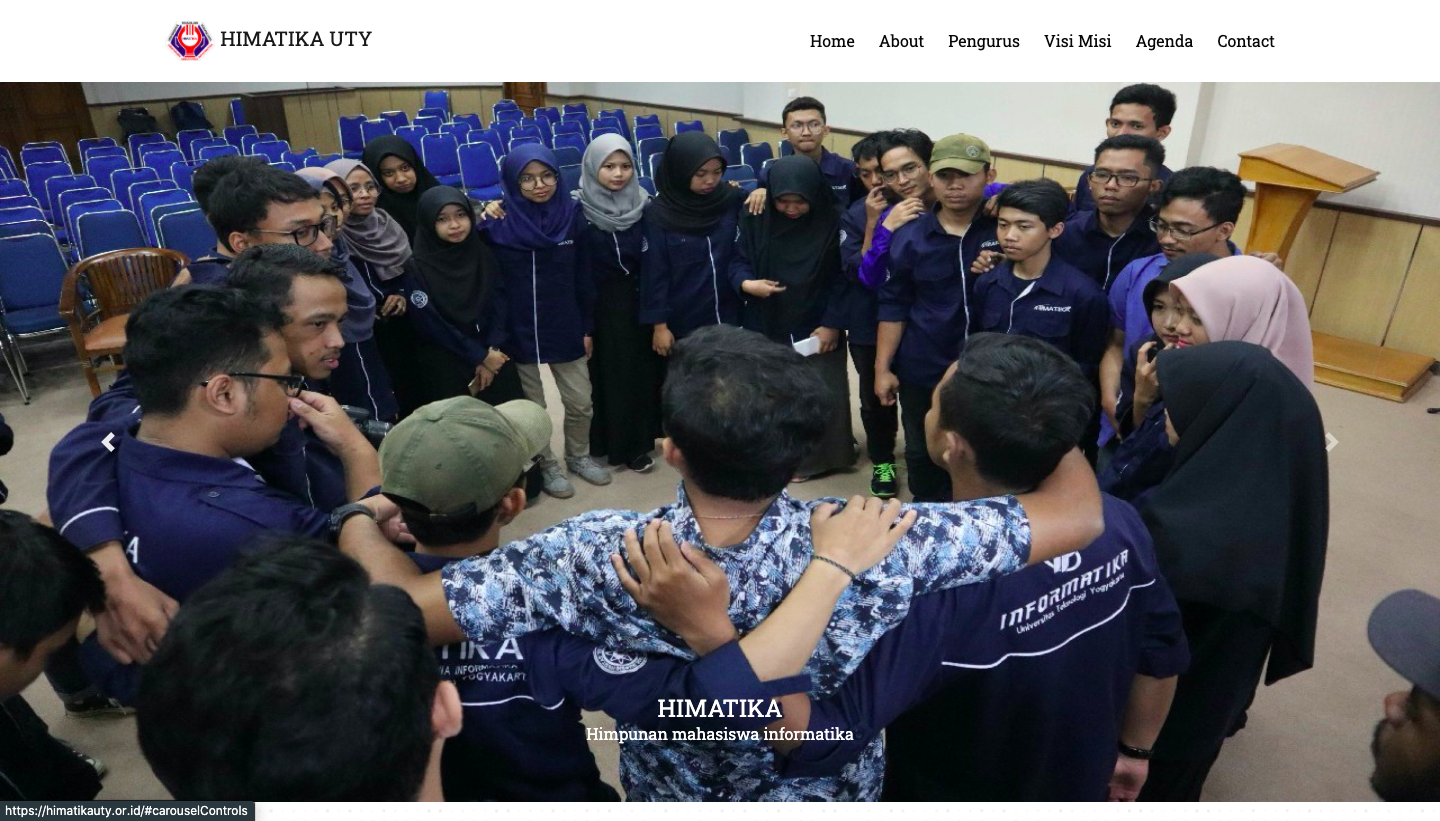 HIMATIKA UTY
Home About Pengurus Visi Misi Agenda Contact
HIMATIKA
INFORMATIKA
Universitas Teknologi Yogyakarta
HIMATIKA
Himpunan mahasiswa informatika
https://himatikauty.or.id/#carouselControls